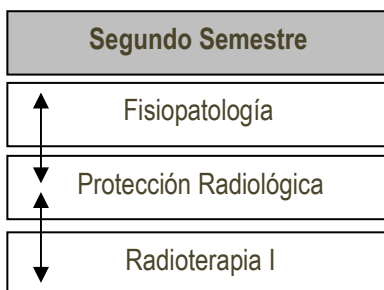 Segundo Semestre
Fisiopatología
Protección Radiológica
Radioterapia I